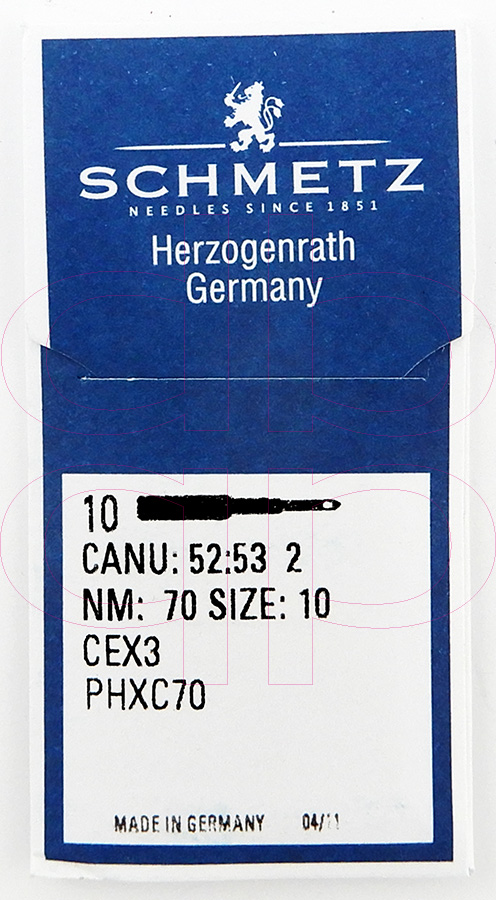 SCHMETZ
NEEDLES SINCE 1851
Herzogenrath
Germany
10
CANU: 52:53 2
NM: 70 SIZE: 10
CEX3
PHXC70
MADE IN GERMANY